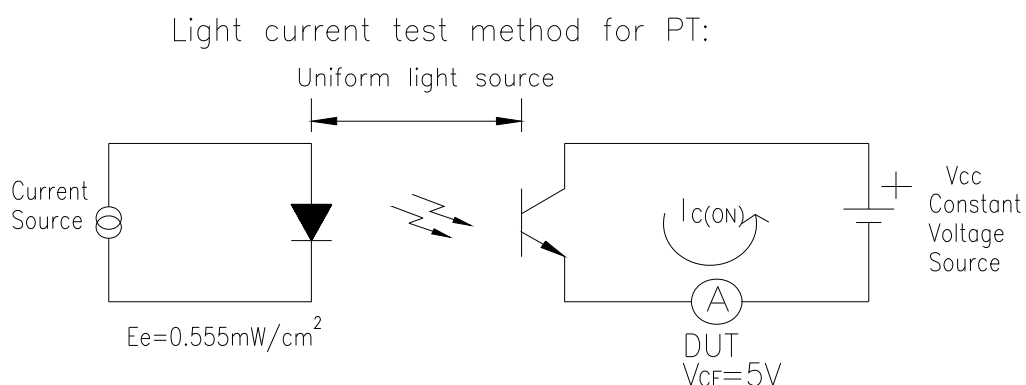 Light current test method for PT:
Uniform light source
Current
Source
IC(ON)
+
Vcc
Constant
Voltage
Source
A
Ee=0.555mW/cm²
DUT
VCE=5V